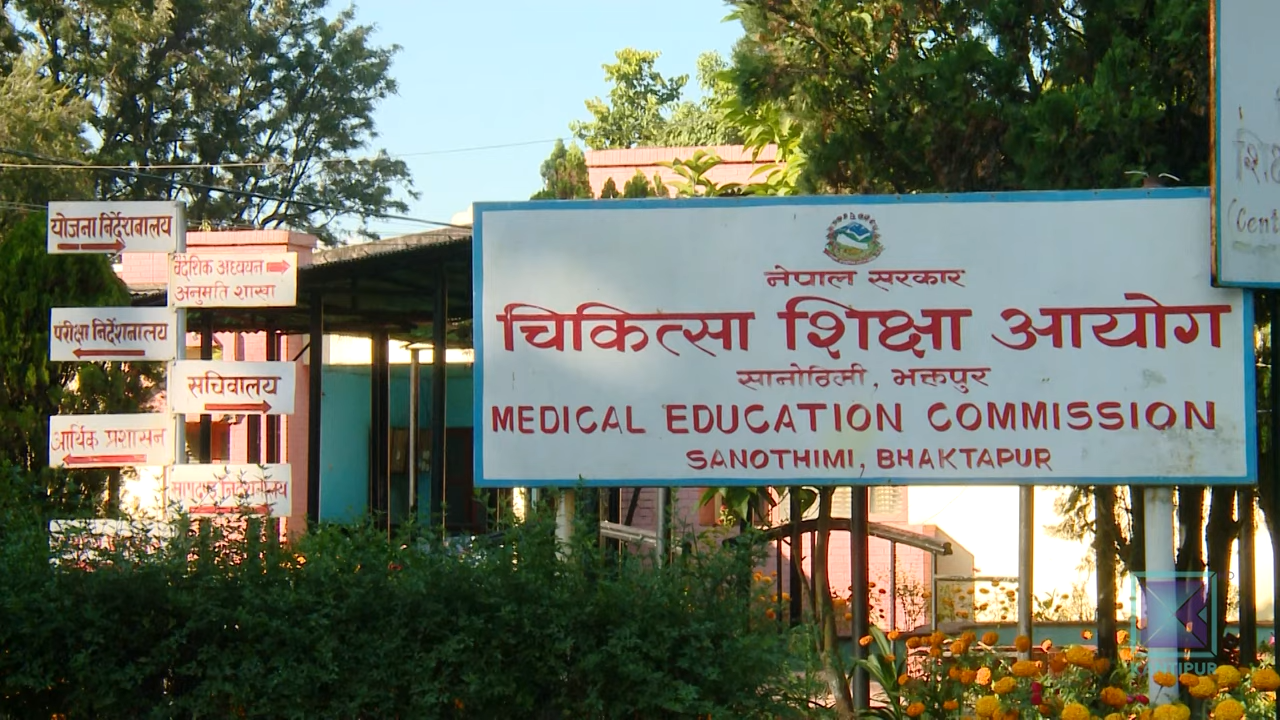 योजना निर्देशनालय
वैदेशिक अध्ययन
अनुमति शाखा
परीक्षा निर्देशनालय
सचिवालय
आर्थिक प्रशासन
नेपाल सरकार
चिकित्सा शिक्षा आयोग
सानोठिमी, भक्तपुर
MEDICAL EDUCATION COMMISSION
SANOTHIMI, BHAKTAPUR
KANTIPUR